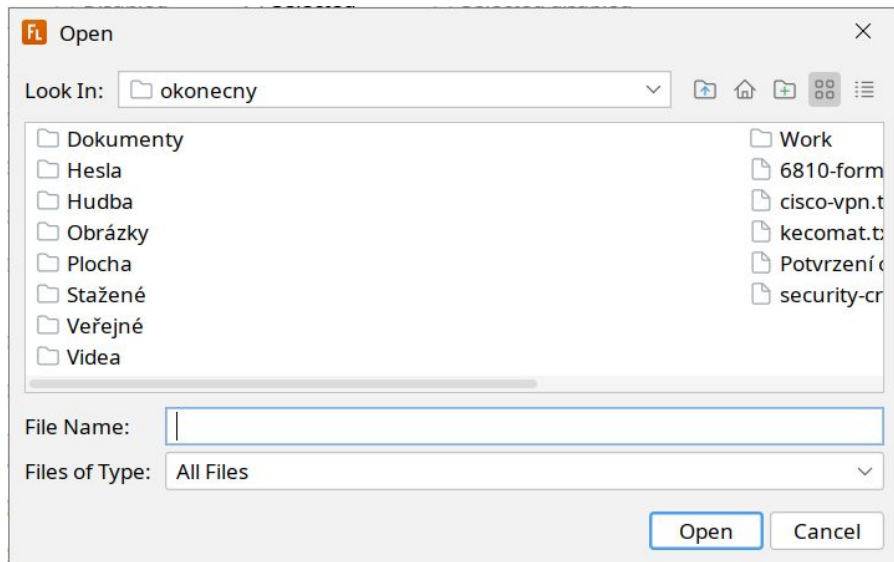 FL Open
Look In: okonecny
Dokumenty
Hesla
Hudba
Obrázky
Plocha
Stažené
Veřejné
Videa
Work
6810-form
cisco-vpn.t
kecomat.t
Potvrzení
security-cr
File Name:
Files of Type: All Files
Open Cancel